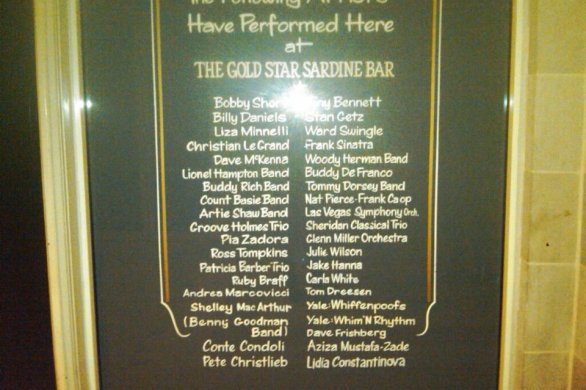 The Following Artists
Have Performed Here
at
THE GOLD STAR SARDINE BAR
Bobby Short
Billy Daniels
Liza Minnelli
Christian Le Grand
Dave McKenna
Lionel Hampton Band
Buddy Rich Band
Count Basie Band
Artie Shaw Band
Groove Holmes Trio
Pia Zadora
Ross Tompkins
Patricia Barber Trio
Ruby Braff
Andrea Marcovicci
Shelley MacArthur
(Benny Goodman
Band)
Conte Condoli
Pete Christlieb
Tony Bennett
Stan Getz
Ward Swingle
Frank Sinatra
Woody Herman Band
Buddy De Franco
Tommy Dorsey Band
Nat Pierce-Frank Capp
Las Vegas Symphony Orch.
Sheridan Classical Trio
Glenn Miller Orchestra
Julie Wilson
Jake Hanna
Carla White
Tom Dreesen
Yale: Whiffenpoofs
Yale: Whim 'N Rhythm
Dave Frishberg
Aziza Mustafa-Zade
Lidia Constantinova